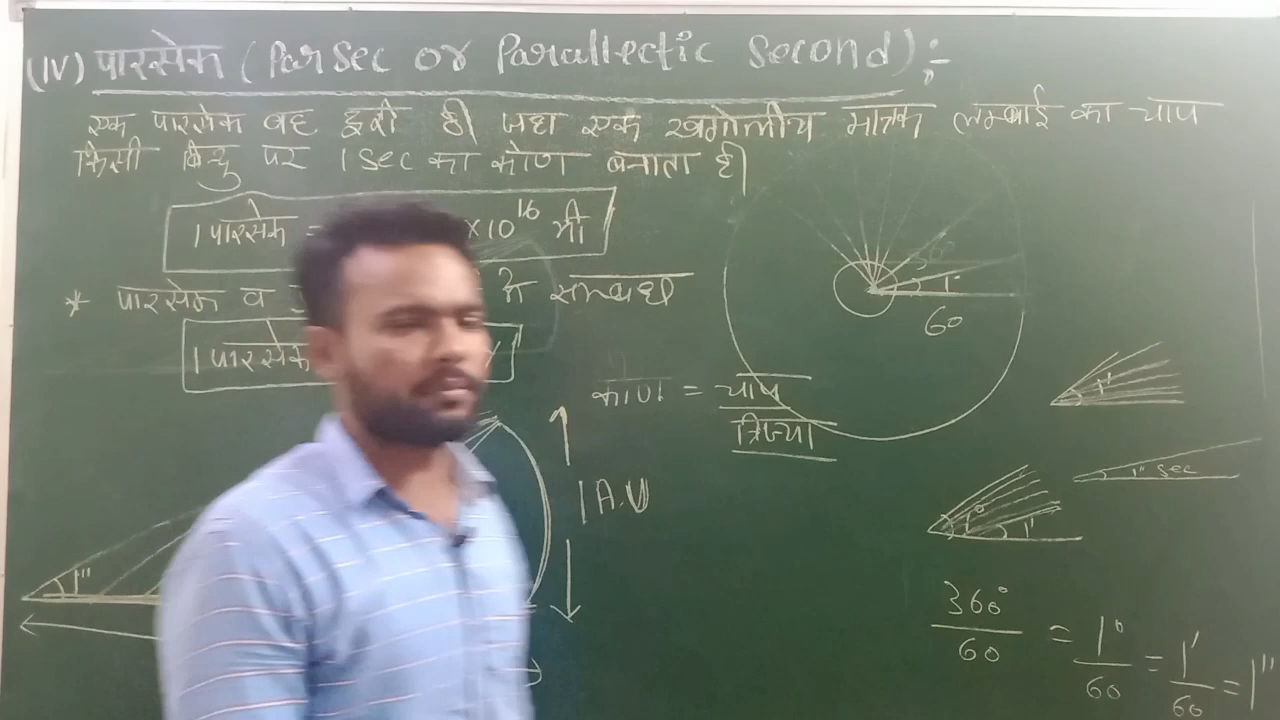 (IV) पारसेक (Parsec or Parallectic Second) :-
एक पारसेक वह दूरी है। जहा एक खगोलीय मात्रक लम्बाई का चाप
किसी बिन्दु पर 1 sec का कोण बनाता है।
1 पारसेक = ×10¹⁶ मी
* पारसेक व में सम्बंध
1 पारसेक
कोण = चाप / त्रिज्या
1 A.U
1"
1°
60
1'
1" sec
1°
1'
360° / 60 = 1° / 60 = 1' / 60 = 1"